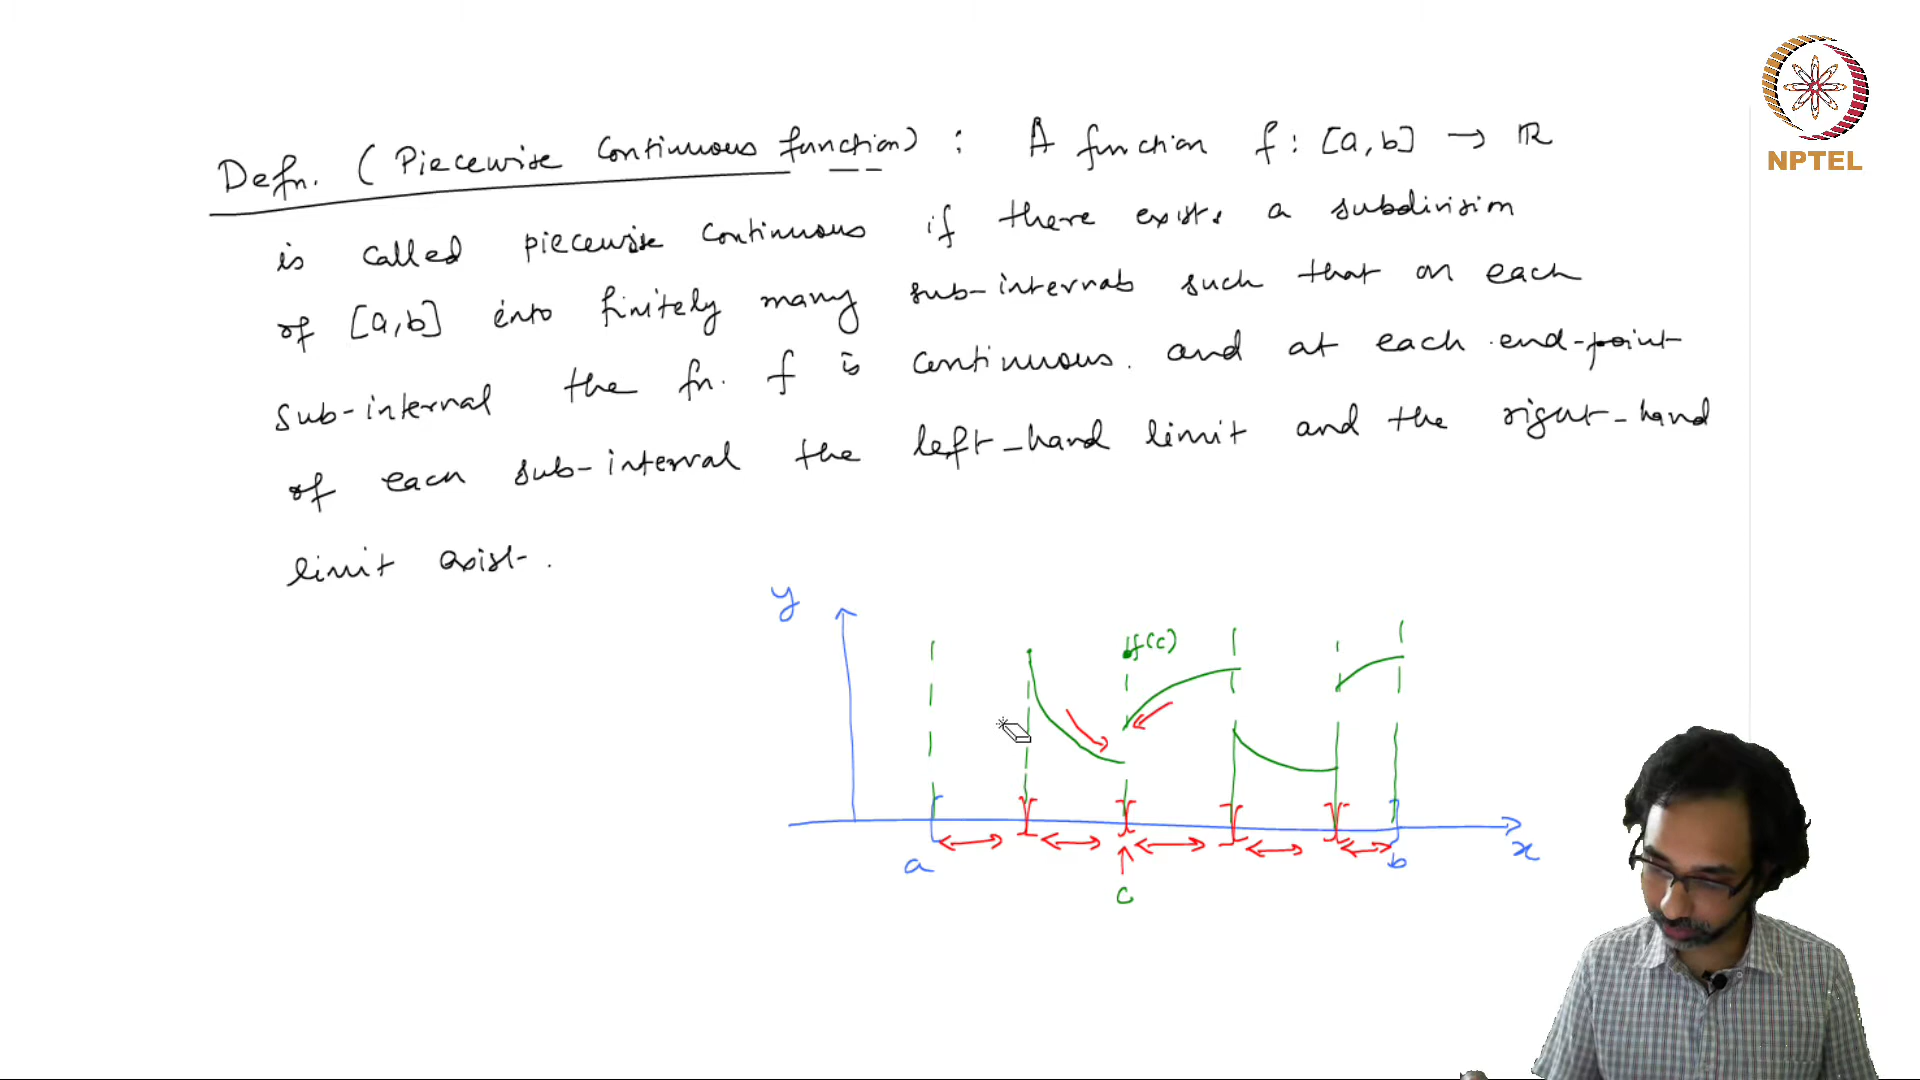 Defn. (Piecewise Continuous function) : A function f : [a,b] → ℝ
is called piecewise continuous if there exists a subdivision
of [a,b] into finitely many sub-intervals such that on each
sub-interval the fn. f is continuous. and at each end-point
of each sub-interval the left-hand limit and the right-hand
limit exist.
NPTEL
y
f(c)
a
b
x
c